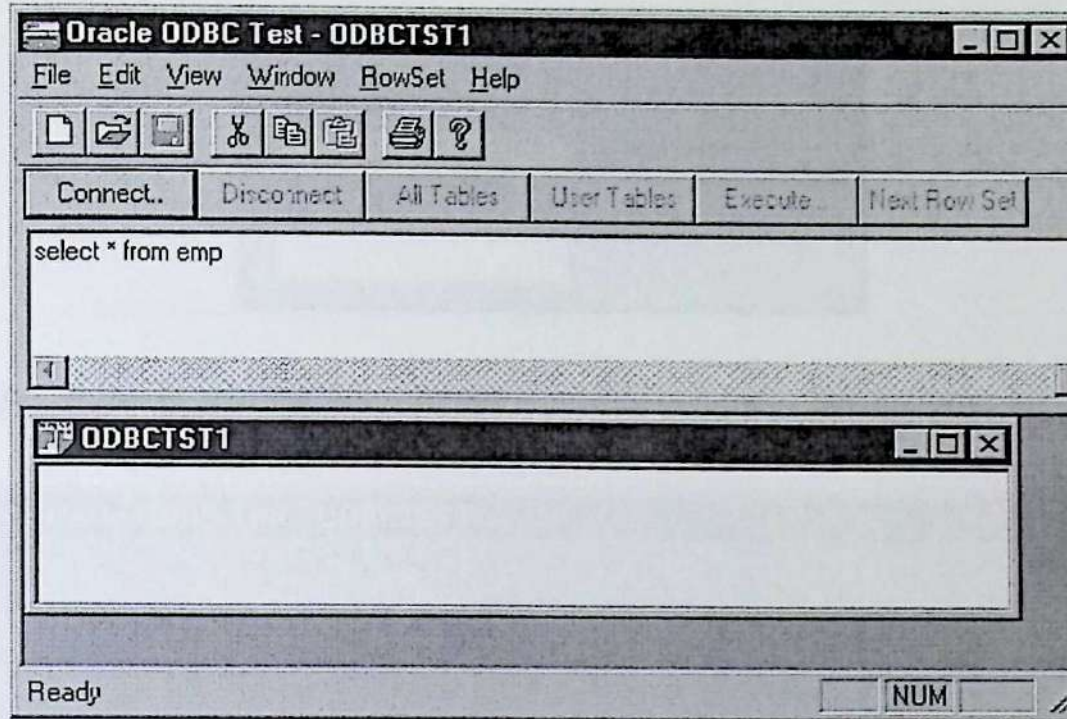 Oracle ODBC Test - ODBCTST1
File Edit View Window RowSet Help
Connect.. Disconnect All Tables User Tables Execute.. Next Row Set
select * from emp
ODBCTST1
Ready NUM